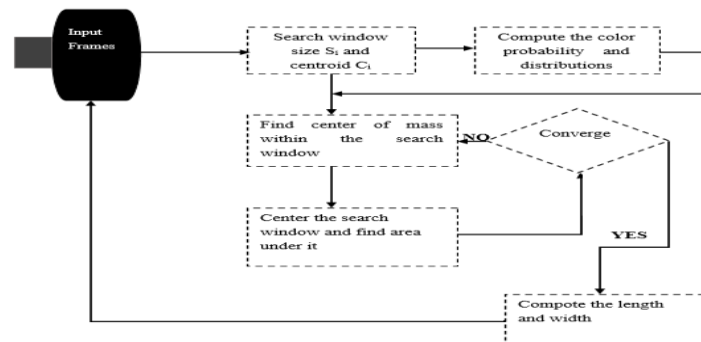 Input
Frames
Search window
size Sᵢ and
centroid Cᵢ
Compute the color
probability and
distributions
Find center of mass
within the search
window
NO
Converge
Center the search
window and find area
under it
YES
Compote the length
and width